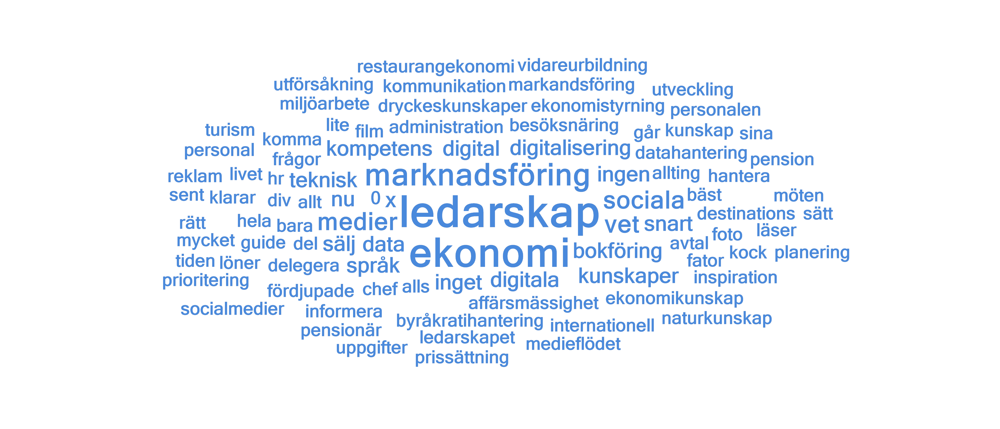 restaurangekonomi vidareurbildning
utförsåkning kommunikation markandsföring utveckling
miljöarbete dryckeskunskaper ekonomistyrning personalen
turism lite film administration besöksnäring går kunskap sina
personal komma kompetens digital digitalisering datahantering pension
frågor
reklam livet hr teknisk marknadsföring ingen allting hantera
sent klarar div allt nu 0 x ledarskap sociala bäst möten
rätt hela bara medier vet snart destinations sätt
mycket guide del sälj data ekonomi bokföring avtal foto läser
tiden löner delegera språk fator kock planering
prioritering fördjupade chef alls inget digitala kunskaper inspiration
socialmedier informera affärsmässighet ekonomikunskap
pensionär byråkratihantering internationell naturkunskap
uppgifter ledarskapet medieflödet
prissättning